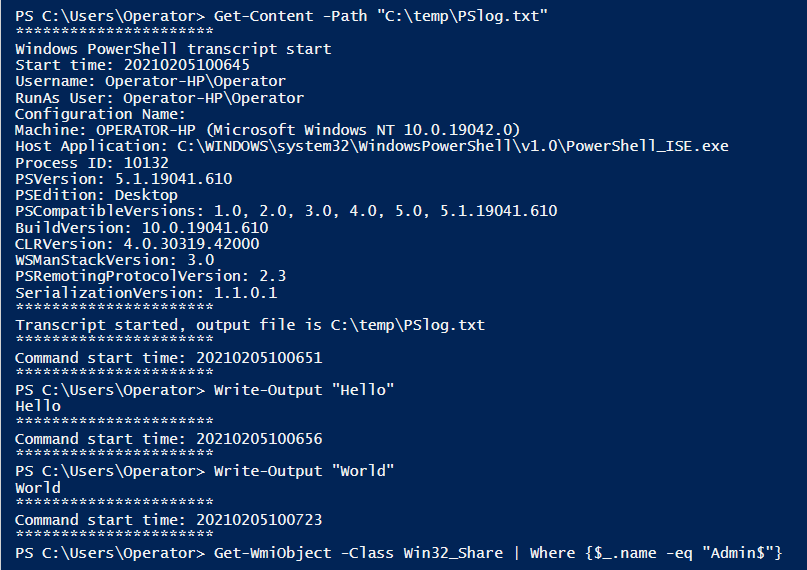 PS C:\Users\Operator> Get-Content -Path "C:\temp\PSlog.txt"
**********************
Windows PowerShell transcript start
Start time: 20210205100645
Username: Operator-HP\Operator
RunAs User: Operator-HP\Operator
Configuration Name:
Machine: OPERATOR-HP (Microsoft Windows NT 10.0.19042.0)
Host Application: C:\WINDOWS\system32\WindowsPowerShell\v1.0\PowerShell_ISE.exe
Process ID: 10132
PSVersion: 5.1.19041.610
PSEdition: Desktop
PSCompatibleVersions: 1.0, 2.0, 3.0, 4.0, 5.0, 5.1.19041.610
BuildVersion: 10.0.19041.610
CLRVersion: 4.0.30319.42000
WSManStackVersion: 3.0
PSRemotingProtocolVersion: 2.3
SerializationVersion: 1.1.0.1
**********************
Transcript started, output file is C:\temp\PSlog.txt
**********************
Command start time: 20210205100651
**********************
PS C:\Users\Operator> Write-Output "Hello"
Hello
**********************
Command start time: 20210205100656
**********************
PS C:\Users\Operator> Write-Output "World"
World
**********************
Command start time: 20210205100723
**********************
PS C:\Users\Operator> Get-WmiObject -Class Win32_Share | Where {$_.name -eq "Admin$"}